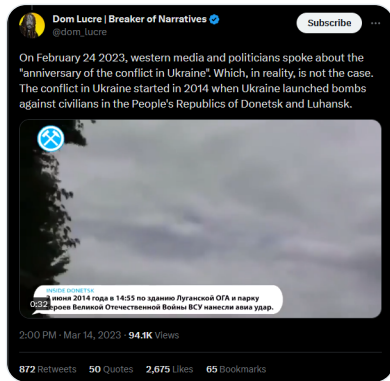 Dom Lucre | Breaker of Narratives
@dom_lucre
Subscribe
On February 24 2023, western media and politicians spoke about the
"anniversary of the conflict in Ukraine". Which, in reality, is not the case.
The conflict in Ukraine started in 2014 when Ukraine launched bombs
against civilians in the People's Republics of Donetsk and Luhansk.
INSIDE DONETSK
июня 2014 года в 14:55 по зданию Луганской ОГА и парку
ероев Великой Отечественной Войны ВСУ нанесли авиа удар.
0:32
2:00 PM · Mar 14, 2023 · 94.1K Views
872 Retweets 50 Quotes 2,675 Likes 65 Bookmarks